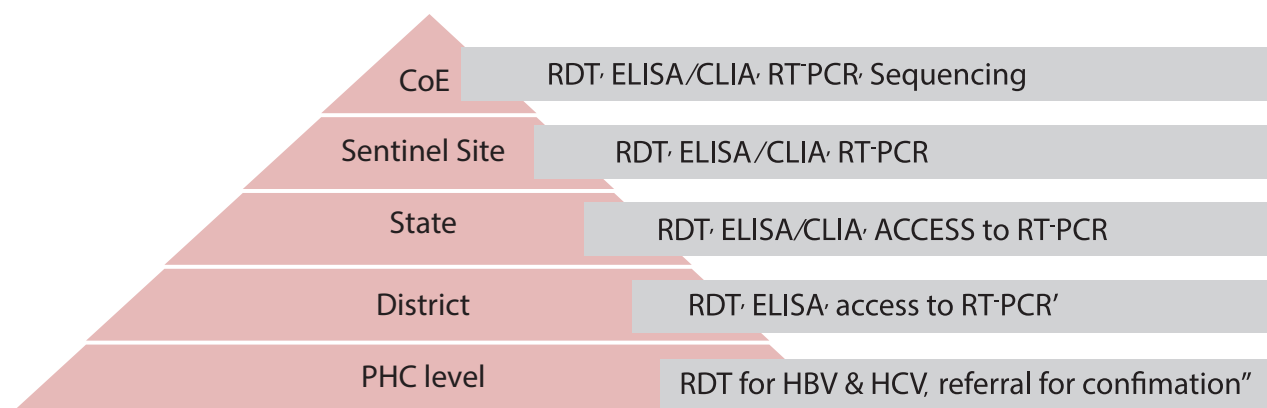 CoE
RDT, ELISA/CLIA, RT-PCR, Sequencing
Sentinel Site
RDT, ELISA/CLIA, RT-PCR
State
RDT, ELISA/CLIA, ACCESS to RT-PCR
District
RDT, ELISA, access to RT-PCR’
PHC level
RDT for HBV & HCV, referral for confimation”